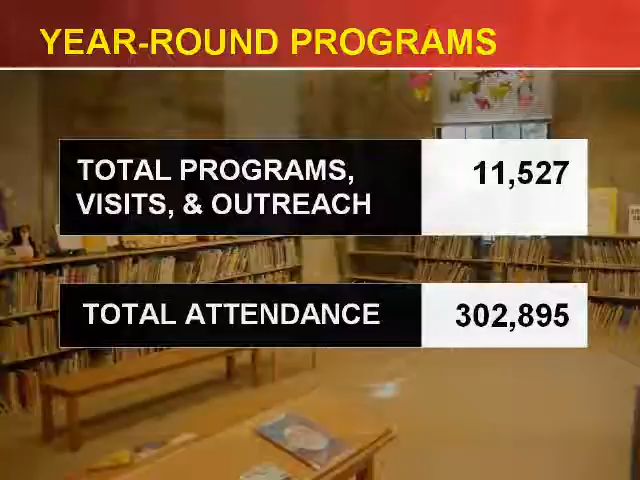 YEAR-ROUND PROGRAMS
TOTAL PROGRAMS,
VISITS, & OUTREACH
11,527
TOTAL ATTENDANCE
302,895